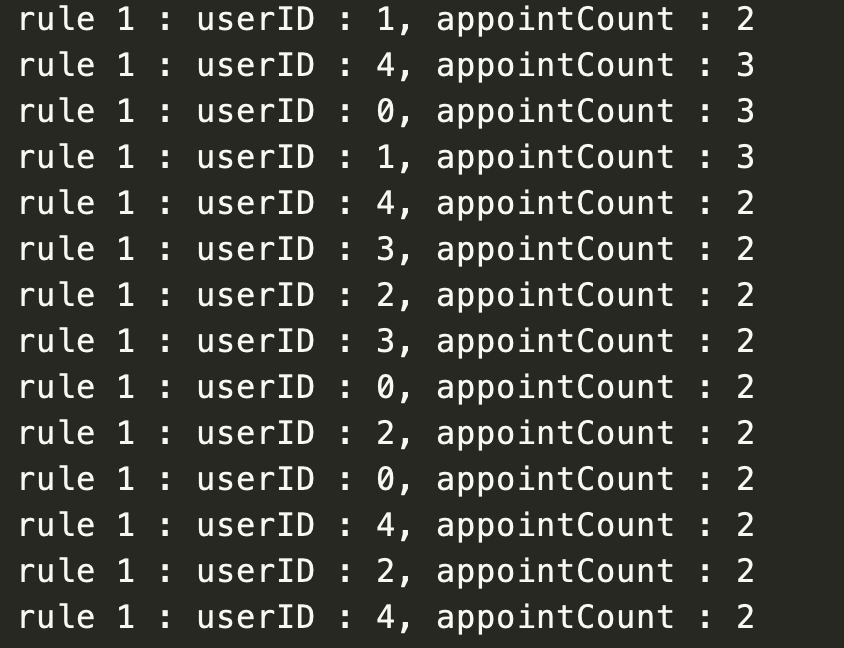 rule 1 : userID : 1, appointCount : 2
rule 1 : userID : 4, appointCount : 3
rule 1 : userID : 0, appointCount : 3
rule 1 : userID : 1, appointCount : 3
rule 1 : userID : 4, appointCount : 2
rule 1 : userID : 3, appointCount : 2
rule 1 : userID : 2, appointCount : 2
rule 1 : userID : 3, appointCount : 2
rule 1 : userID : 0, appointCount : 2
rule 1 : userID : 2, appointCount : 2
rule 1 : userID : 0, appointCount : 2
rule 1 : userID : 4, appointCount : 2
rule 1 : userID : 2, appointCount : 2
rule 1 : userID : 4, appointCount : 2